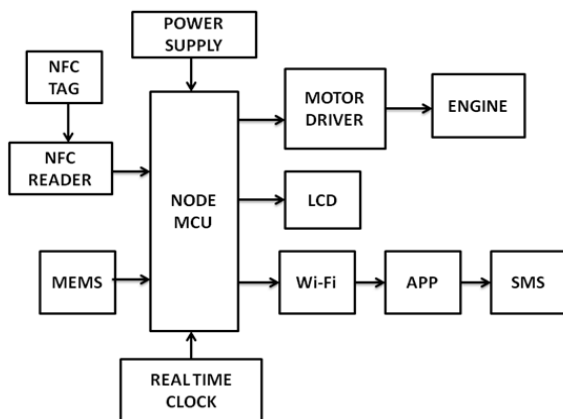 POWER
SUPPLY
NFC
TAG
NFC
READER
MEMS
NODE
MCU
REAL TIME
CLOCK
MOTOR
DRIVER
ENGINE
LCD
Wi-Fi
APP
SMS